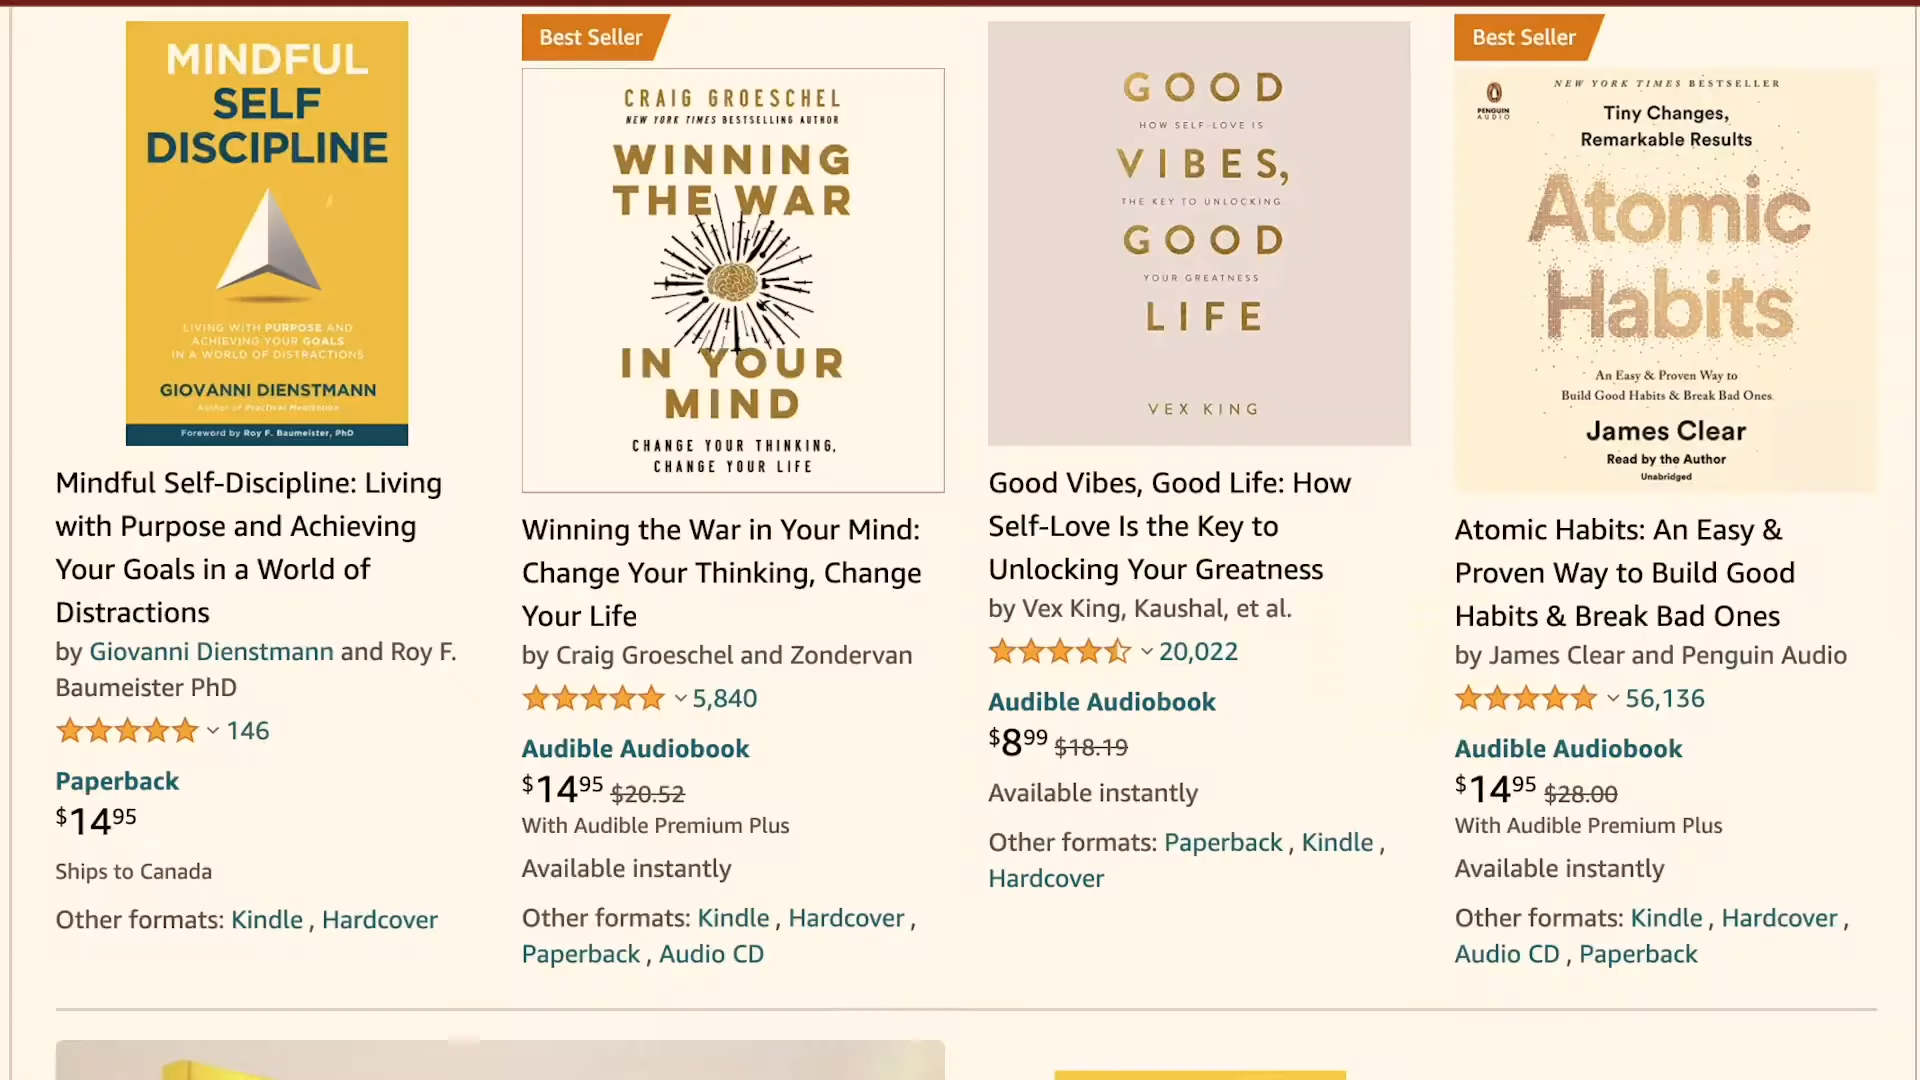 MINDFUL
SELF
DISCIPLINE
LIVING WITH PURPOSE AND
ACHIEVING YOUR GOALS
IN A WORLD OF DISTRACTIONS
GIOVANNI DIENSTMANN
Author of Practical Meditation
Foreword by Roy F. Baumeister, PhD
Mindful Self-Discipline: Living
with Purpose and Achieving
Your Goals in a World of
Distractions
by Giovanni Dienstmann and Roy F.
Baumeister PhD
146
Paperback
$14.95
Ships to Canada
Other formats: Kindle , Hardcover
Best Seller
CRAIG GROESCHEL
NEW YORK TIMES BESTSELLING AUTHOR
WINNING
THE WAR
IN YOUR
MIND
CHANGE YOUR THINKING,
CHANGE YOUR LIFE
Winning the War in Your Mind:
Change Your Thinking, Change
Your Life
by Craig Groeschel and Zondervan
5,840
Audible Audiobook
$14.95 $20.52
With Audible Premium Plus
Available instantly
Other formats: Kindle , Hardcover ,
Paperback , Audio CD
GOOD
HOW SELF-LOVE IS
VIBES,
THE KEY TO UNLOCKING
GOOD
YOUR GREATNESS
LIFE
VEX KING
Good Vibes, Good Life: How
Self-Love Is the Key to
Unlocking Your Greatness
by Vex King, Kaushal, et al.
20,022
Audible Audiobook
$8.99 $18.19
Available instantly
Other formats: Paperback , Kindle ,
Hardcover
Best Seller
PENGUIN
AUDIO
NEW YORK TIMES BESTSELLER
Tiny Changes,
Remarkable Results
Atomic
Habits
An Easy & Proven Way to
Build Good Habits & Break Bad Ones
James Clear
Read by the Author
Unabridged
Atomic Habits: An Easy &
Proven Way to Build Good
Habits & Break Bad Ones
by James Clear and Penguin Audio
56,136
Audible Audiobook
$14.95 $28.00
With Audible Premium Plus
Available instantly
Other formats: Kindle , Hardcover ,
Audio CD , Paperback